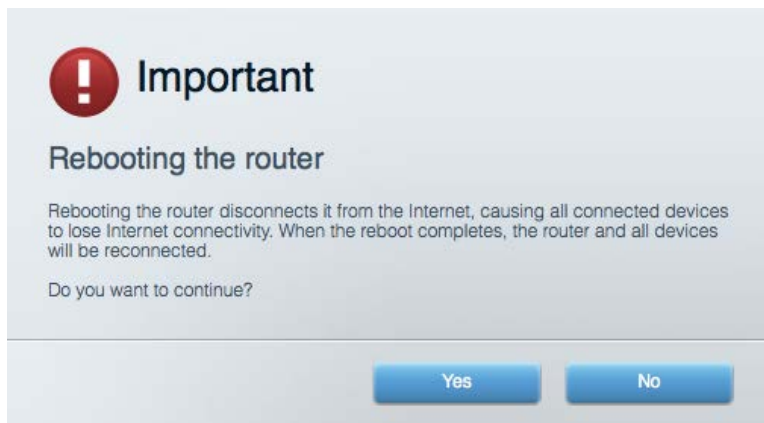 Important
Rebooting the router
Rebooting the router disconnects it from the Internet, causing all connected devices
to lose Internet connectivity. When the reboot completes, the router and all devices
will be reconnected.
Do you want to continue?
Yes No